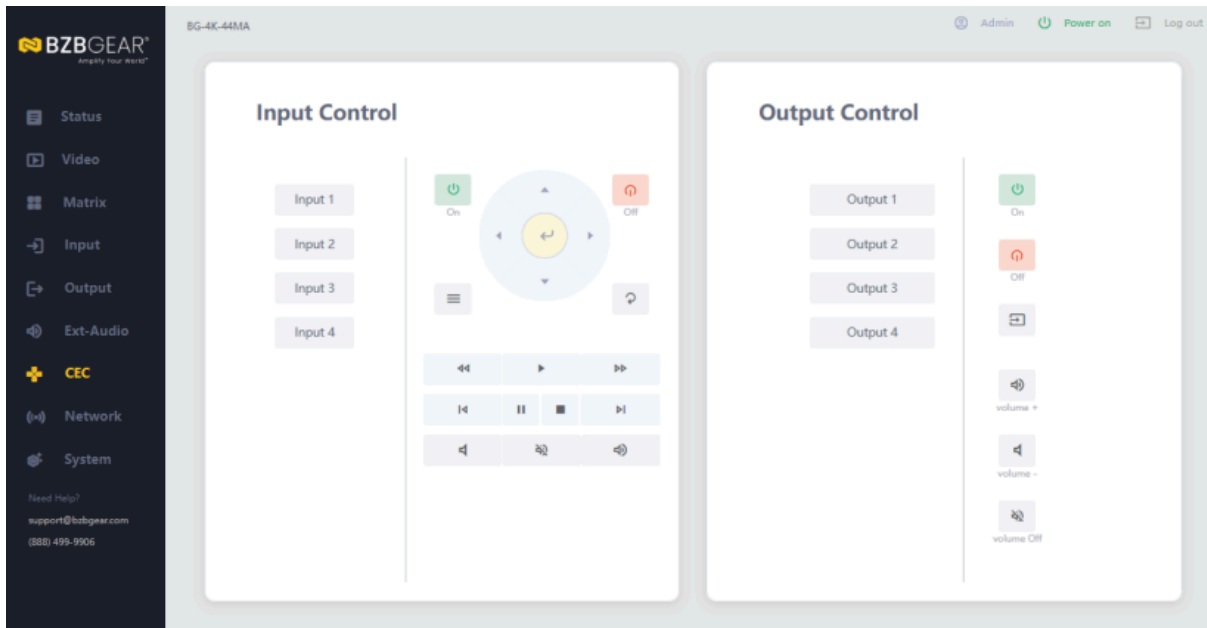 BG-4K-44MA
Admin
Power on
Log out
BZBGEAR®
Amplify Your World®
Status
Video
Matrix
Input
Output
Ext-Audio
CEC
Network
System
Need Help?
support@bzbgear.com
(888) 499-9906
Input Control
Input 1
Input 2
Input 3
Input 4
On
Off
Output Control
Output 1
Output 2
Output 3
Output 4
On
Off
volume +
volume -
volume Off